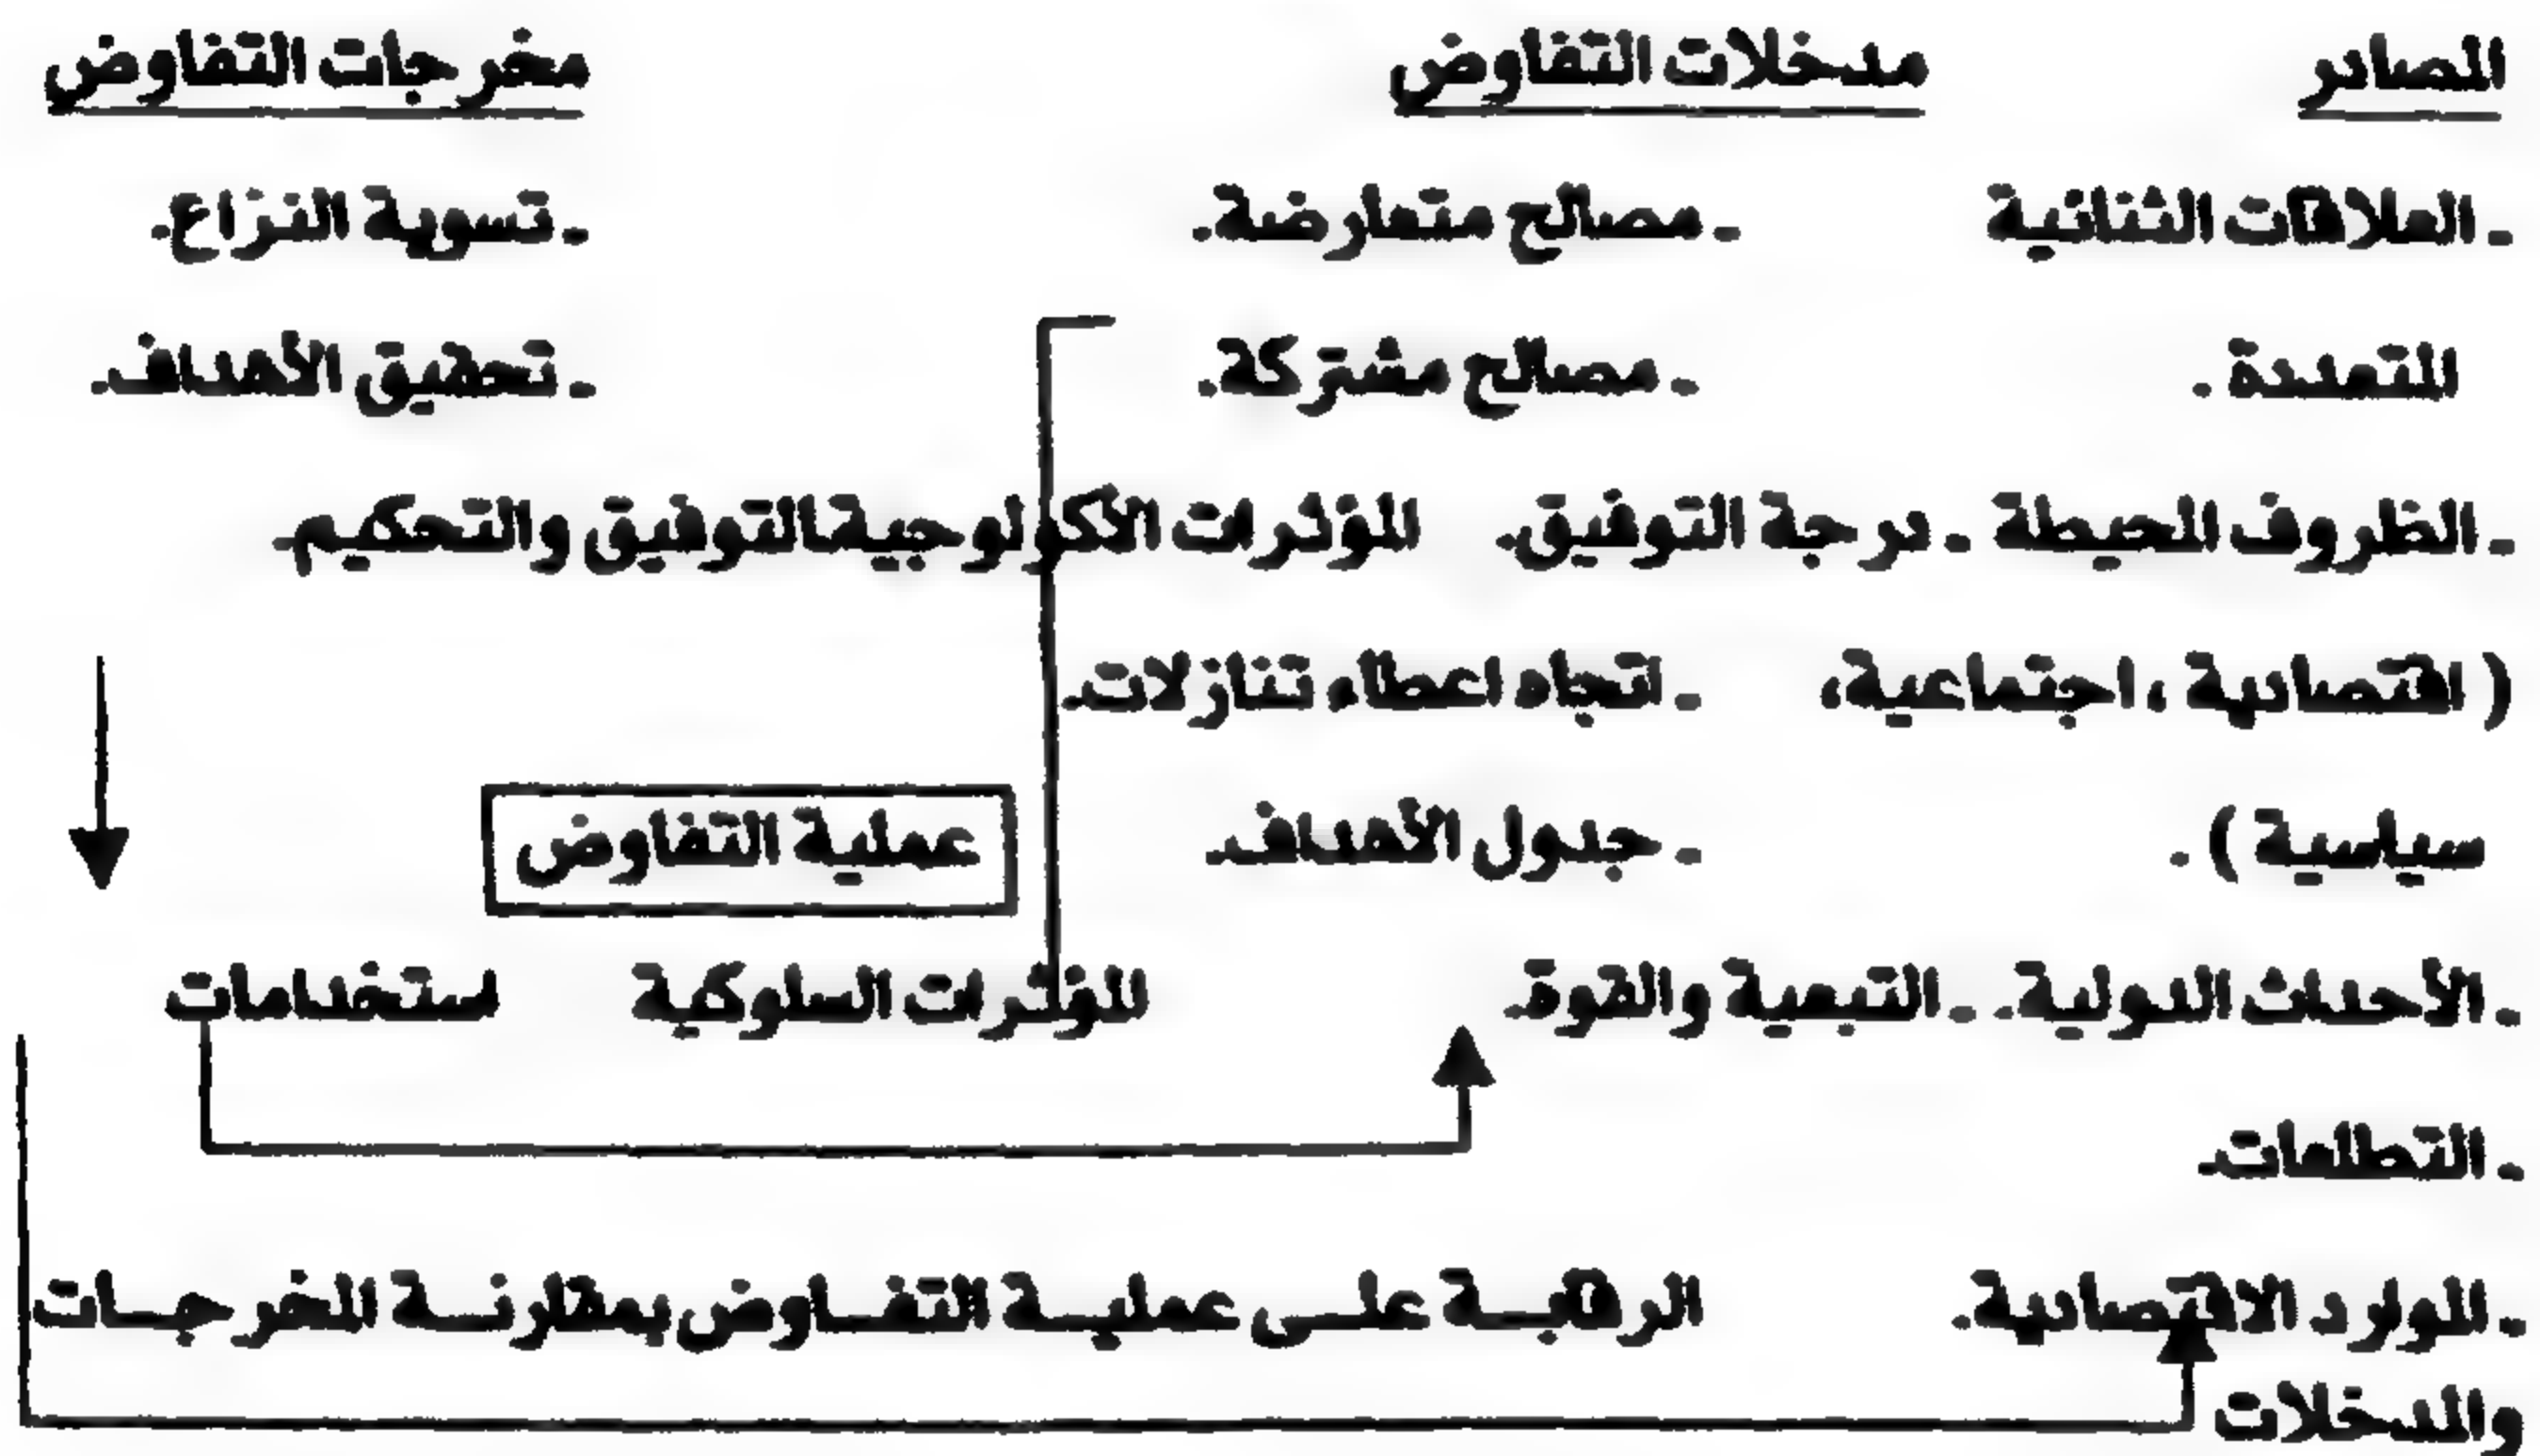 المصادر مدخلات التفاوض مخرجات التفاوض
- العلاقات الثنائية - مصالح متعارضة. - تسوية النزاع.
المتعددة . - مصالح مشتركة. - تحقيق الأهداف.
- الظروف المحيطة - درجة التوفيق. المؤثرات الأكولوجية التوفيق والتحكيم.
( اقتصادية ، اجتماعية، - اتجاه اعطاء تنازلات.
سياسية ) . - جدول الأهداف. عملية التفاوض
- الأحداث الدولية. - التبعية والقوة. المؤثرات السلوكية استخدامات
- التطلعات.
- الموارد الاقتصادية. الرقابة على عملية التفاوض بمقارنة المخرجات
والمدخلات